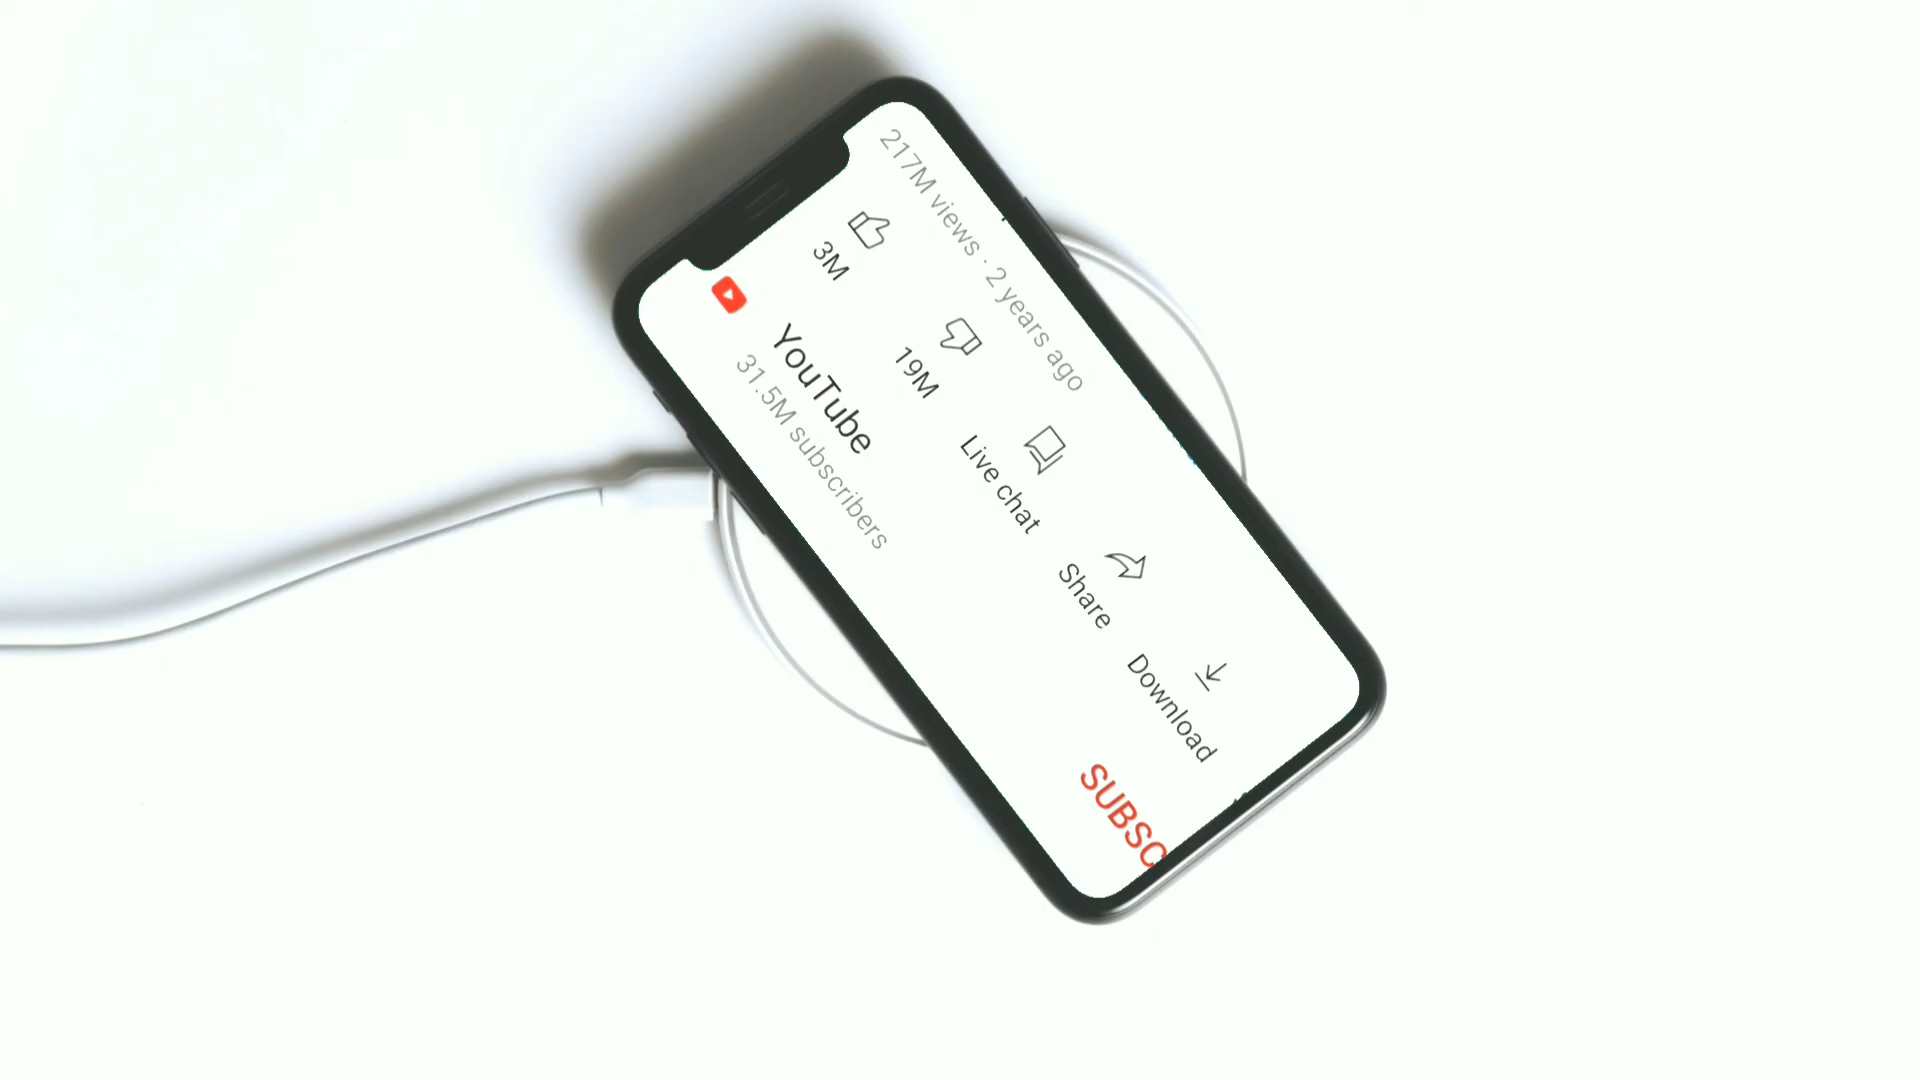 217M views · 2 years ago
3M
19M
Live chat
Share
Download
YouTube
31.5M subscribers
SUBSC